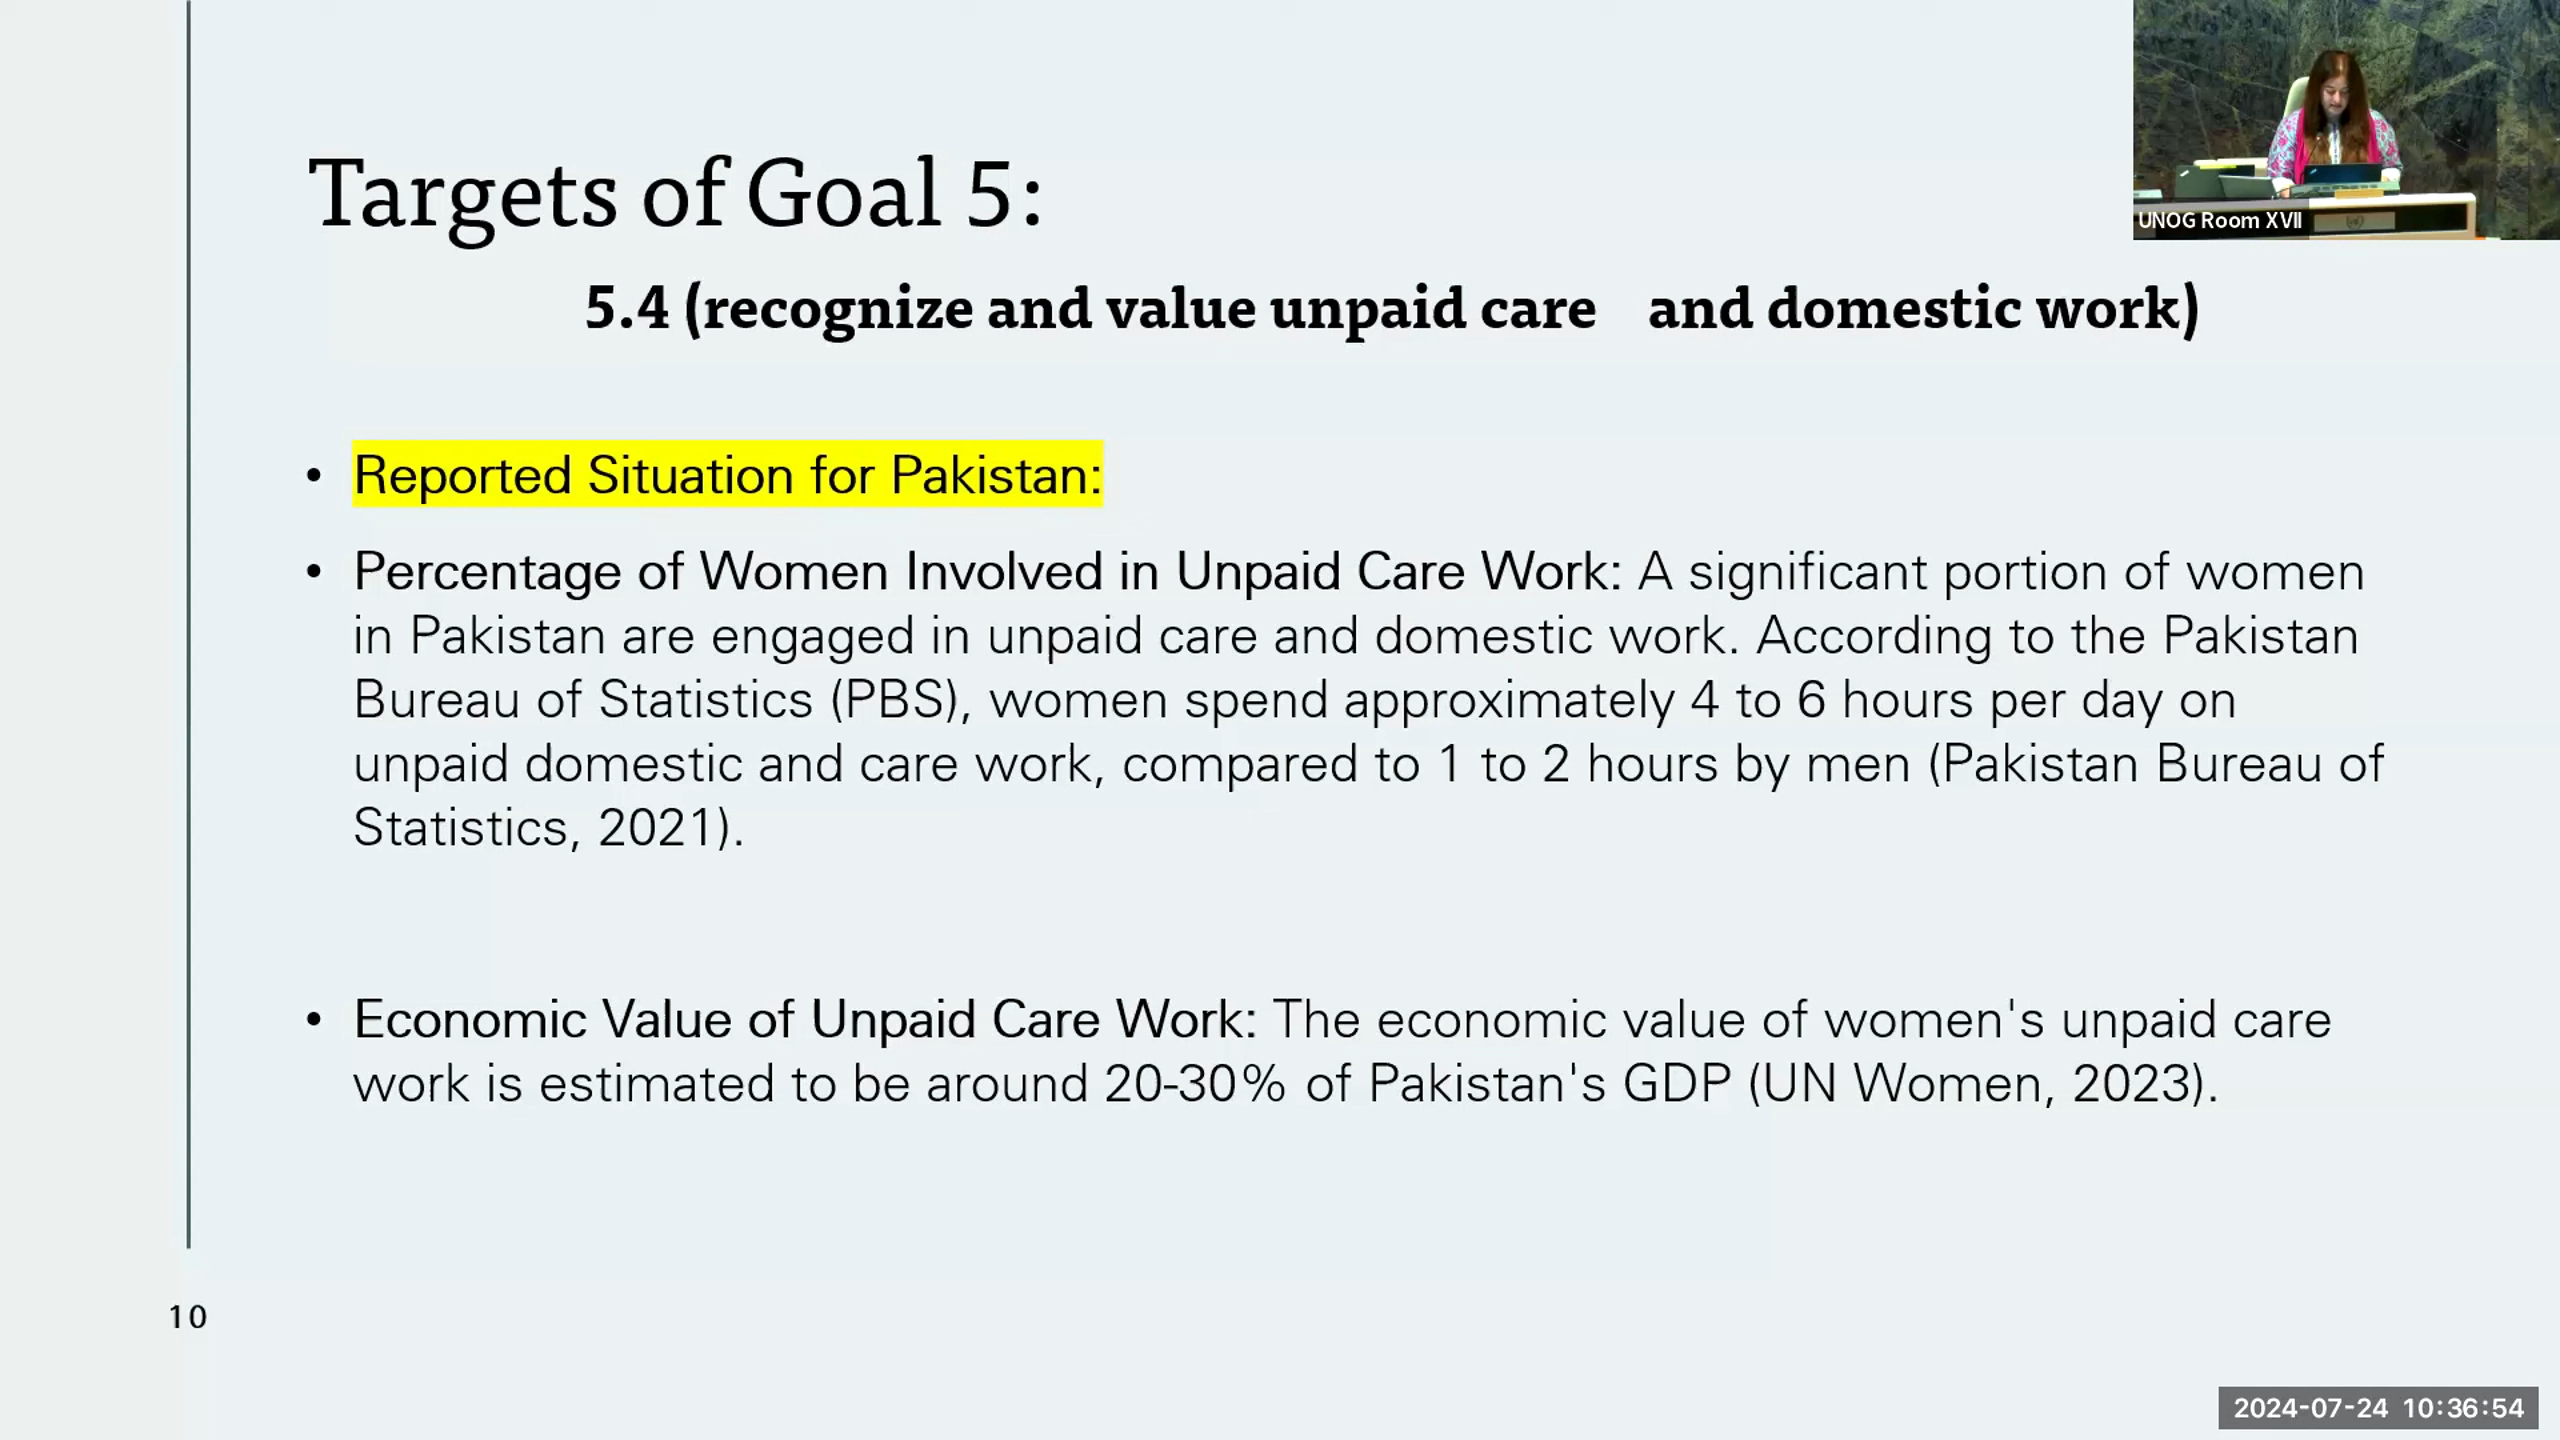 UNOG Room XVII
Targets of Goal 5:
5.4 (recognize and value unpaid care and domestic work)
• Reported Situation for Pakistan:
• Percentage of Women Involved in Unpaid Care Work: A significant portion of women
in Pakistan are engaged in unpaid care and domestic work. According to the Pakistan
Bureau of Statistics (PBS), women spend approximately 4 to 6 hours per day on
unpaid domestic and care work, compared to 1 to 2 hours by men (Pakistan Bureau of
Statistics, 2021).
• Economic Value of Unpaid Care Work: The economic value of women's unpaid care
work is estimated to be around 20-30% of Pakistan's GDP (UN Women, 2023).
10
2024-07-24 10:36:54